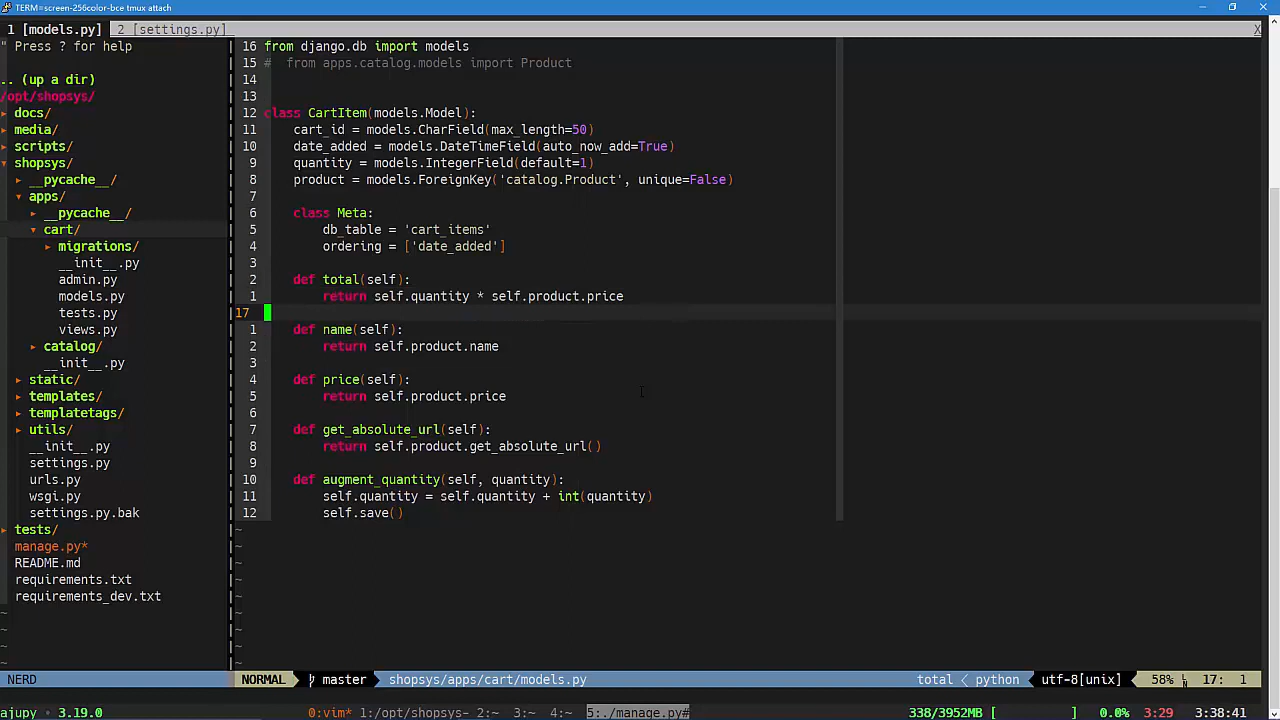 TERM=screen-256color-bce tmux attach
1 [models.py] 2 [settings.py] X
" Press ? for help
.. (up a dir)
/opt/shopsys/
▸ docs/
▸ media/
▸ scripts/
▾ shopsys/
▸ __pycache__/
▾ apps/
▸ __pycache__/
▾ cart/
▸ migrations/
__init__.py
admin.py
models.py
tests.py
views.py
▸ catalog/
__init__.py
▸ static/
▸ templates/
▸ templatetags/
▸ utils/
__init__.py
settings.py
urls.py
wsgi.py
settings.py.bak
▸ tests/
manage.py*
README.md
requirements.txt
requirements_dev.txt
~
~
~
~
16 from django.db import models
15 #  from apps.catalog.models import Product
14
13
12 class CartItem(models.Model):
11     cart_id = models.CharField(max_length=50)
10     date_added = models.DateTimeField(auto_now_add=True)
9     quantity = models.IntegerField(default=1)
8     product = models.ForeignKey('catalog.Product', unique=False)
7
6     class Meta:
5         db_table = 'cart_items'
4         ordering = ['date_added']
3
2     def total(self):
1         return self.quantity * self.product.price
17
1     def name(self):
2         return self.product.name
3
4     def price(self):
5         return self.product.price
6
7     def get_absolute_url(self):
8         return self.product.get_absolute_url()
9
10     def augment_quantity(self, quantity):
11         self.quantity = self.quantity + int(quantity)
12         self.save()
~
~
~
~
~
~
~
~
~
NERD NORMAL master shopsys/apps/cart/models.py total < python < utf-8[unix] 58% 17: 1
ajupy < 3.19.0 0:vim* 1:/opt/shopsys- 2:~ 3:~ 4:~ 5:./manage.py# 338/3952MB [ ] 0.0% 3:29 3:38:41